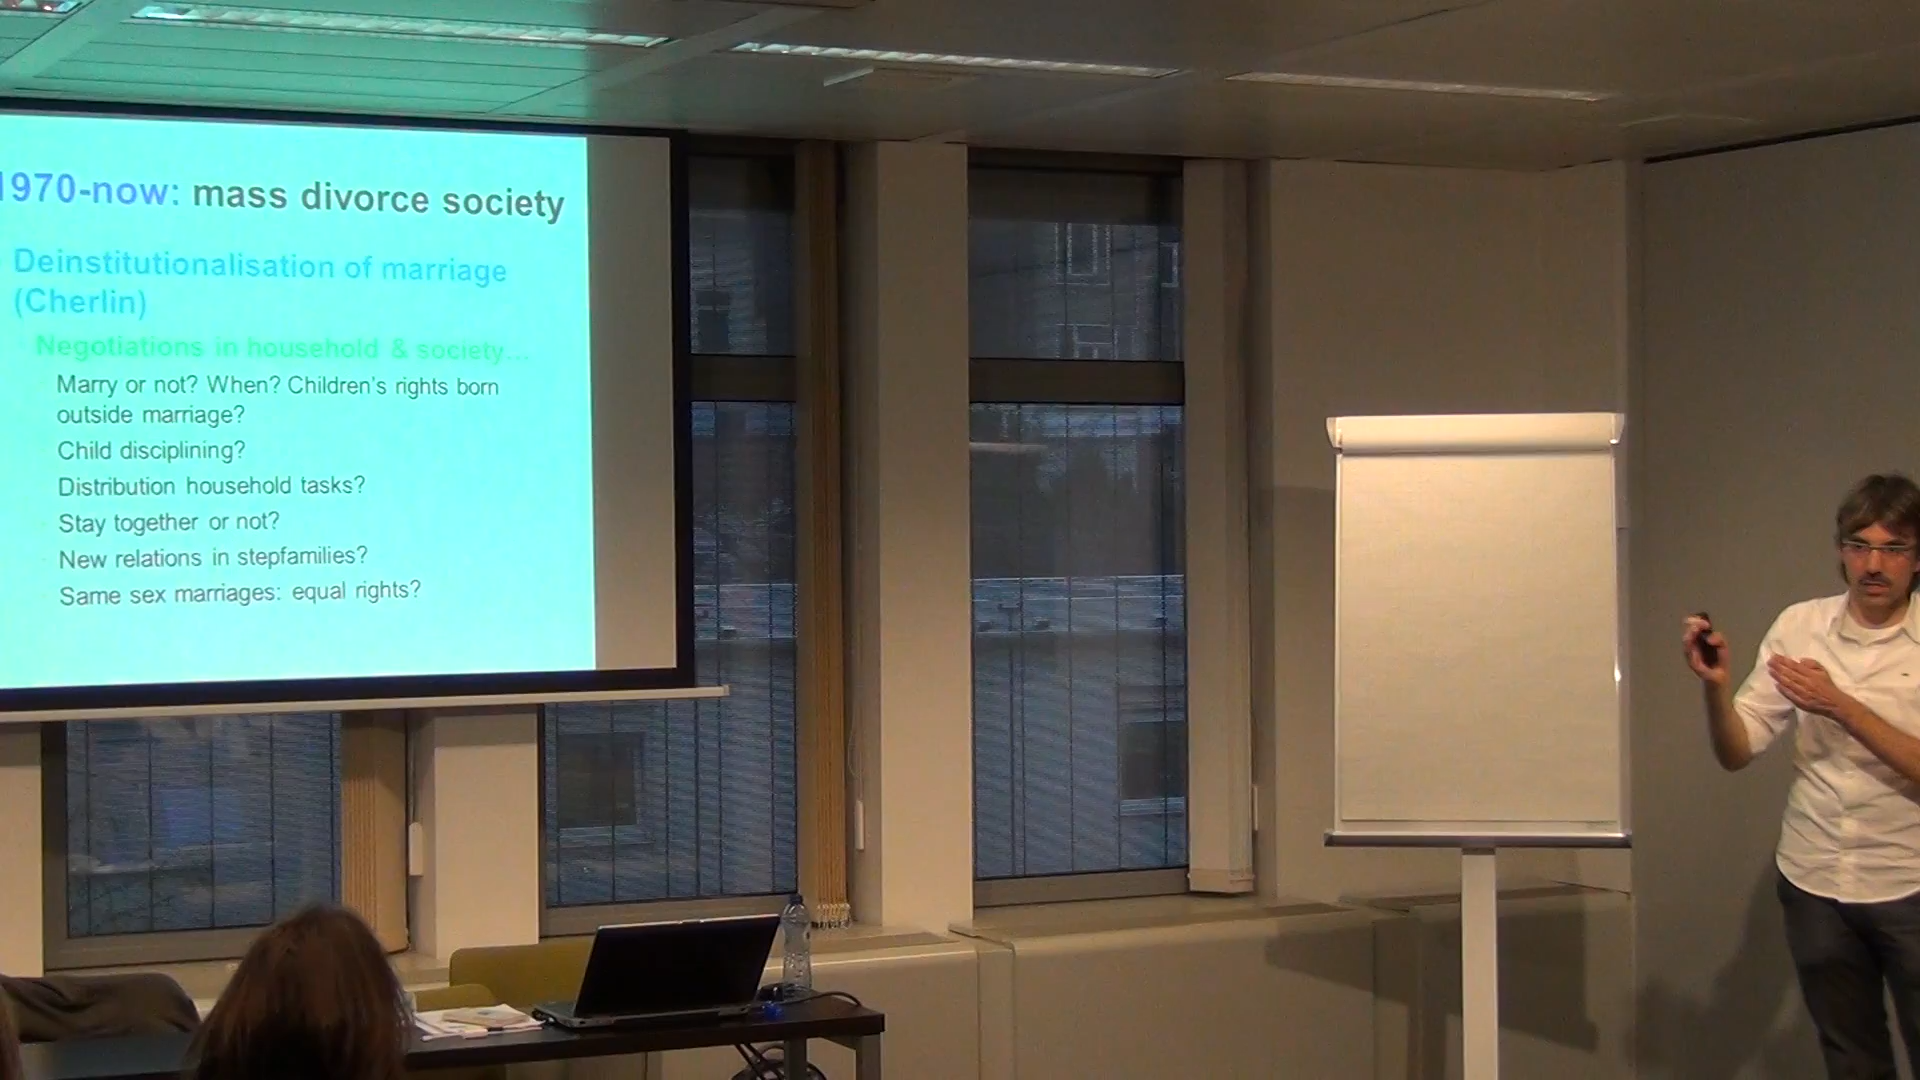 1970-now: mass divorce society
Deinstitutionalisation of marriage
(Cherlin)
Negotiations in household & society...
Marry or not? When? Children's rights born
outside marriage?
Child disciplining?
Distribution household tasks?
Stay together or not?
New relations in stepfamilies?
Same sex marriages: equal rights?